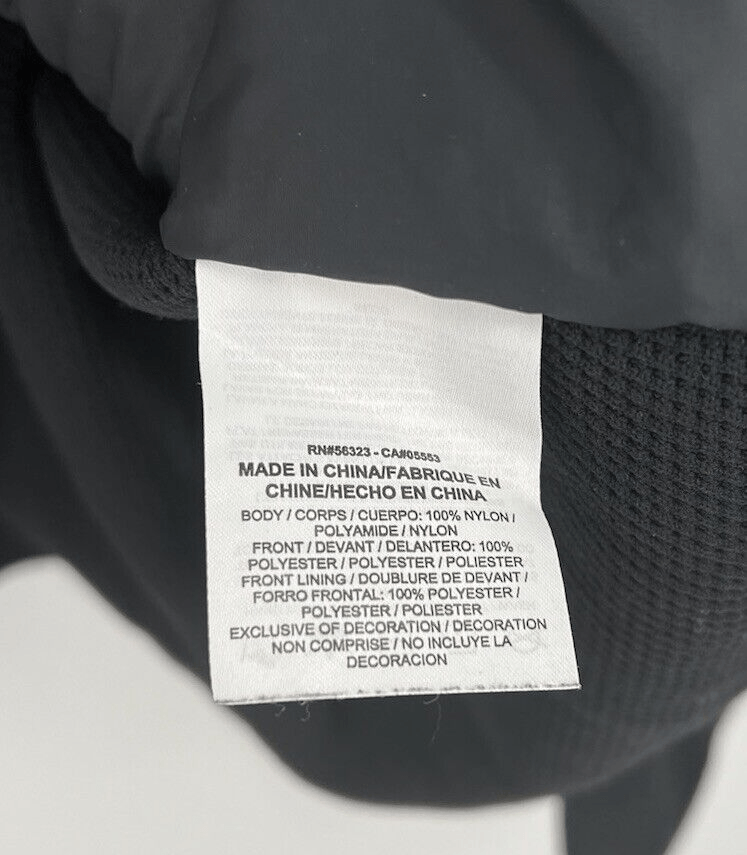 RN#56323 - CA#05553
MADE IN CHINA/FABRIQUE EN
CHINE/HECHO EN CHINA
BODY / CORPS / CUERPO: 100% NYLON /
POLYAMIDE / NYLON
FRONT / DEVANT / DELANTERO: 100%
POLYESTER / POLYESTER / POLIESTER
FRONT LINING / DOUBLURE DE DEVANT /
FORRO FRONTAL: 100% POLYESTER /
POLYESTER / POLIESTER
EXCLUSIVE OF DECORATION / DECORATION
NON COMPRISE / NO INCLUYE LA
DECORACION